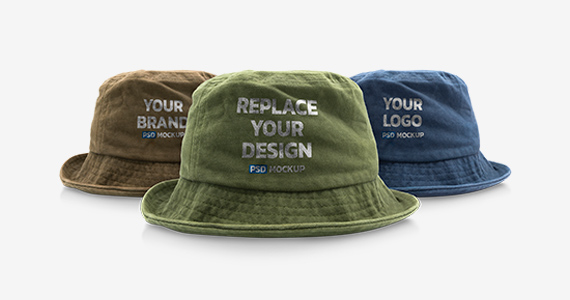 YOUR
BRAND
PSD MOCKUP
REPLACE
YOUR
DESIGN
PSD MOCKUP
YOUR
LOGO
PSD MOCKUP